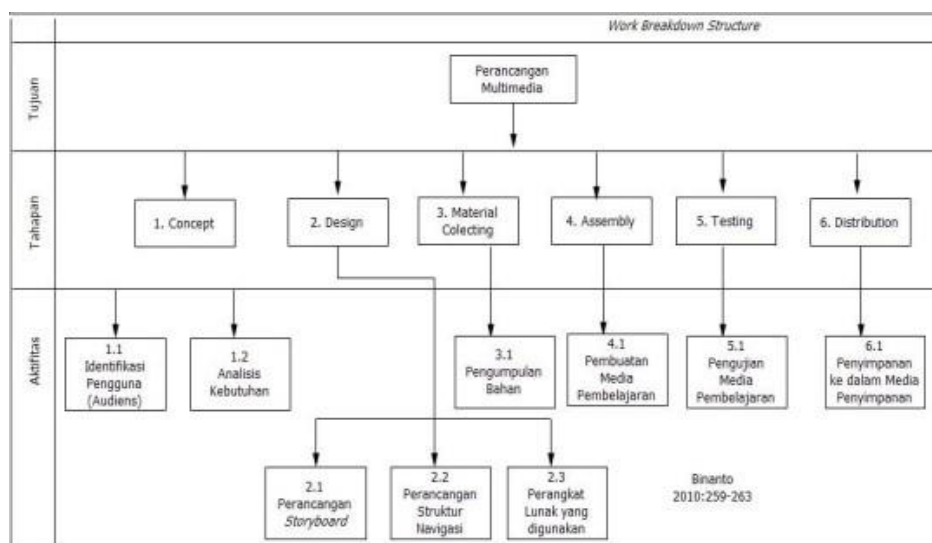 Work Breakdown Structure
Tujuan
Perancangan
Multimedia
Tahapan
1. Concept
2. Design
3. Material
Colecting
4. Assembly
5. Testing
6. Distribution
Aktifitas
1.1
Identifikasi
Pengguna
(Audiens)
1.2
Analisis
Kebutuhan
3.1
Pengumpulan
Bahan
4.1
Pembuatan
Media
Pembelajaran
5.1
Pengujian
Media
Pembelajaran
6.1
Penyimpanan
ke dalam Media
Penyimpanan
2.1
Perancangan
Storyboard
2.2
Perancangan
Struktur
Navigasi
2.3
Perangkat
Lunak yang
digunakan
Binanto
2010:259-263